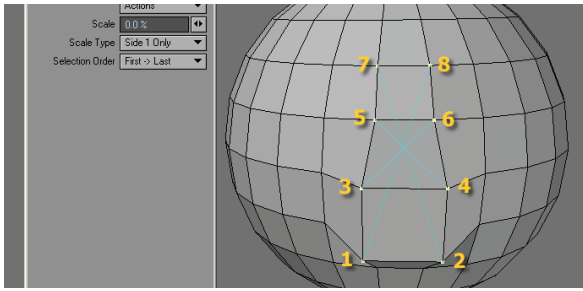 Actions
Scale 0.0 %
Scale Type Side 1 Only
Selection Order First -> Last
7 8
5 6
3 4
1 2